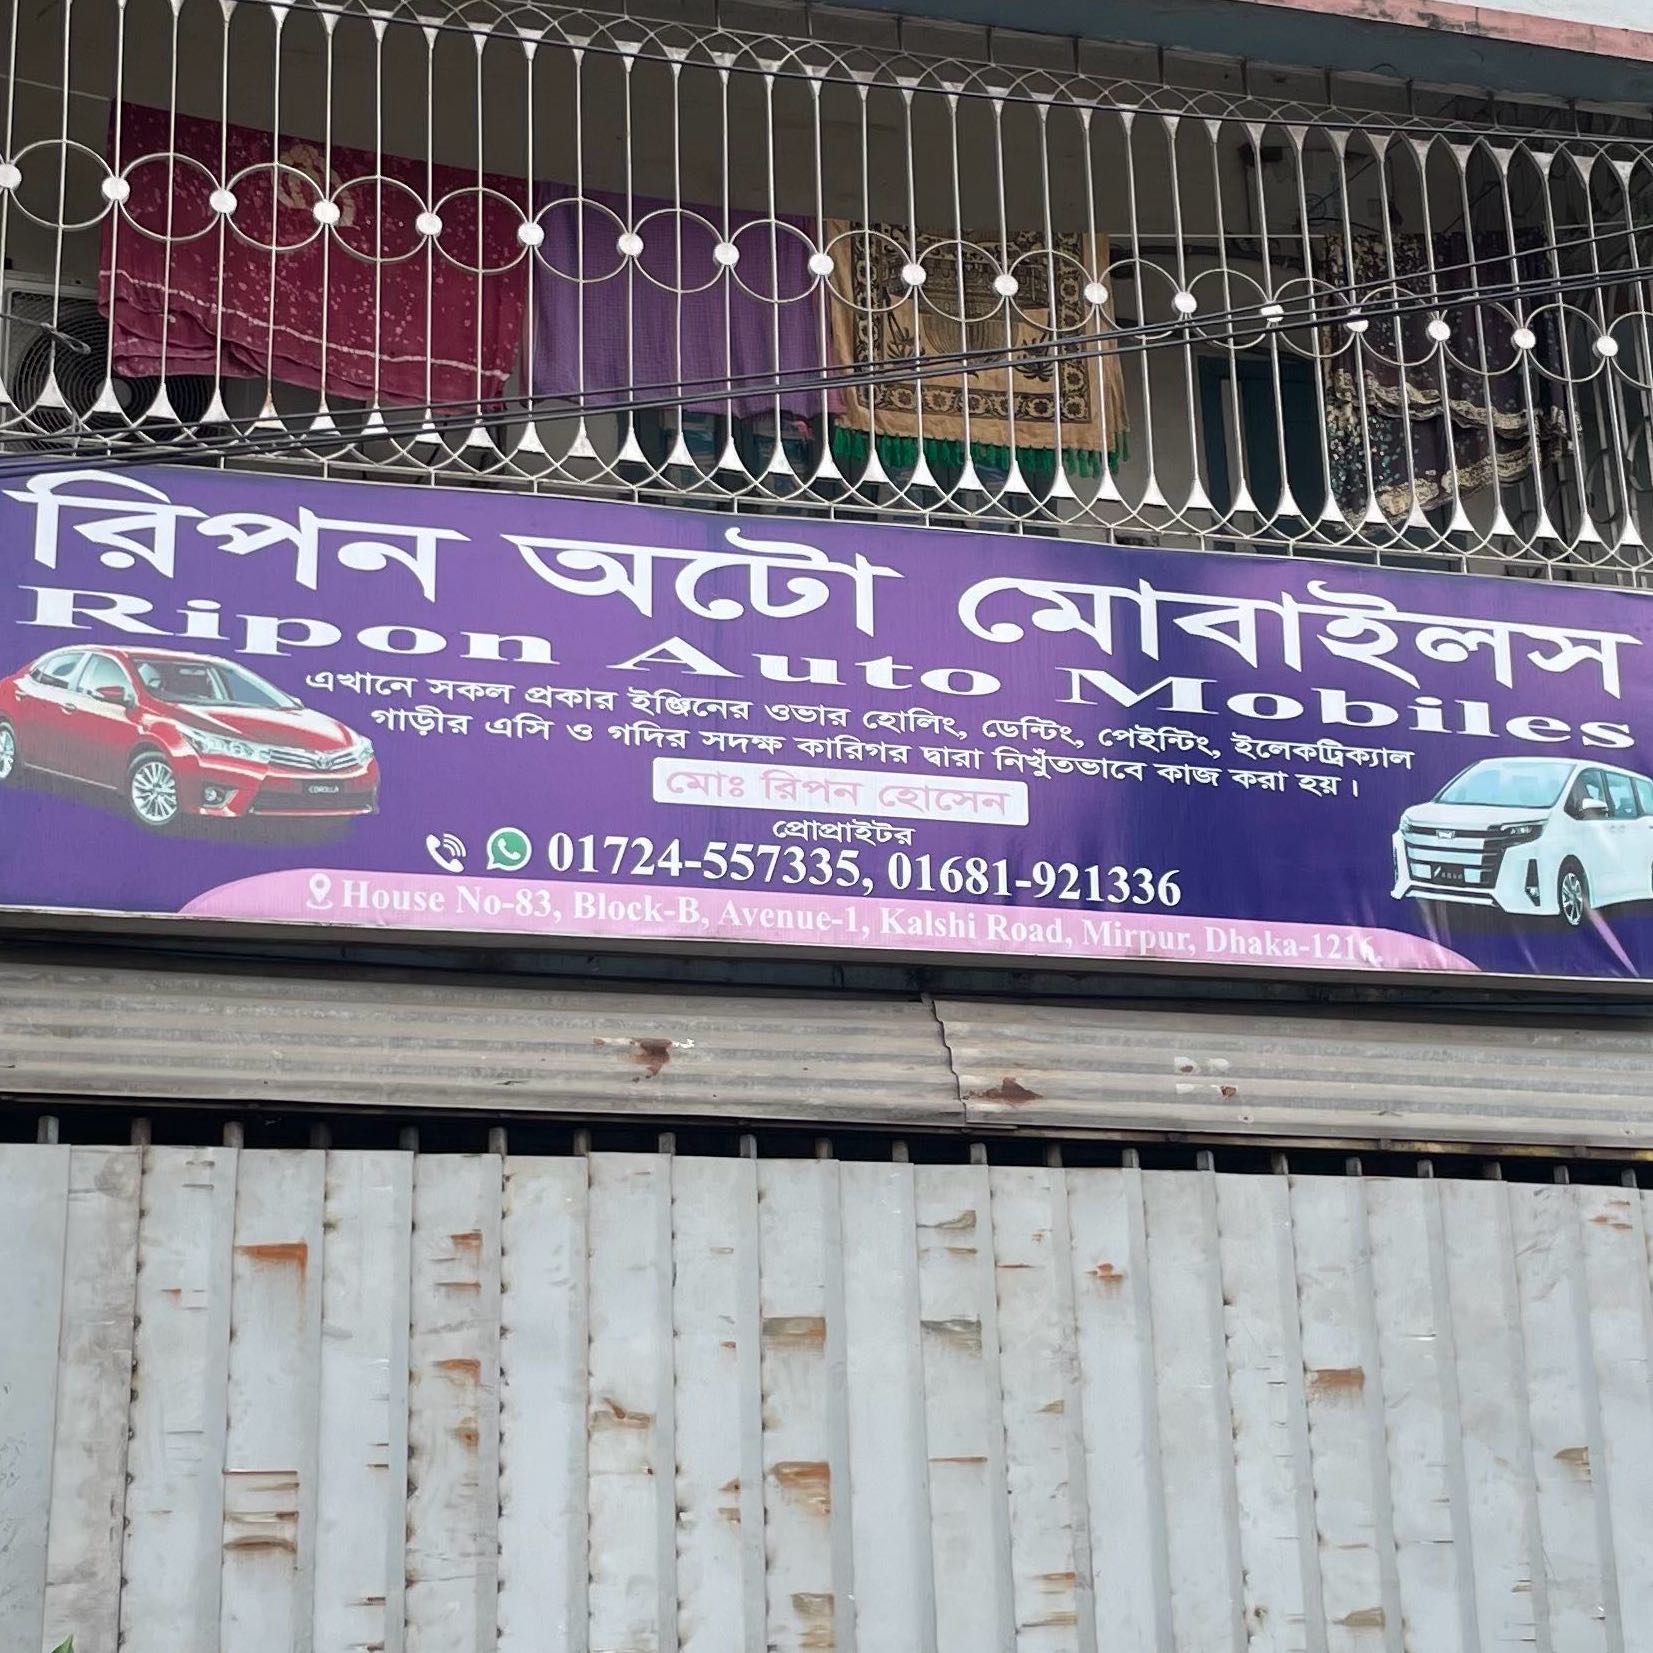 রিপন অটো মোবাইলস
Ripon Auto Mobiles
এখানে সকল প্রকার ইঞ্জিনের ওভার হোলিং, ডেন্টিং, পেইন্টিং, ইলেকট্রিক্যাল
গাড়ীর এসি ও গদির সদক্ষ কারিগর দ্বারা নিখুঁতভাবে কাজ করা হয়।
মোঃ রিপন হোসেন
প্রোপ্রাইটর
01724-557335, 01681-921336
House No-83, Block-B, Avenue-1, Kalshi Road, Mirpur, Dhaka-1216.
COROLLA